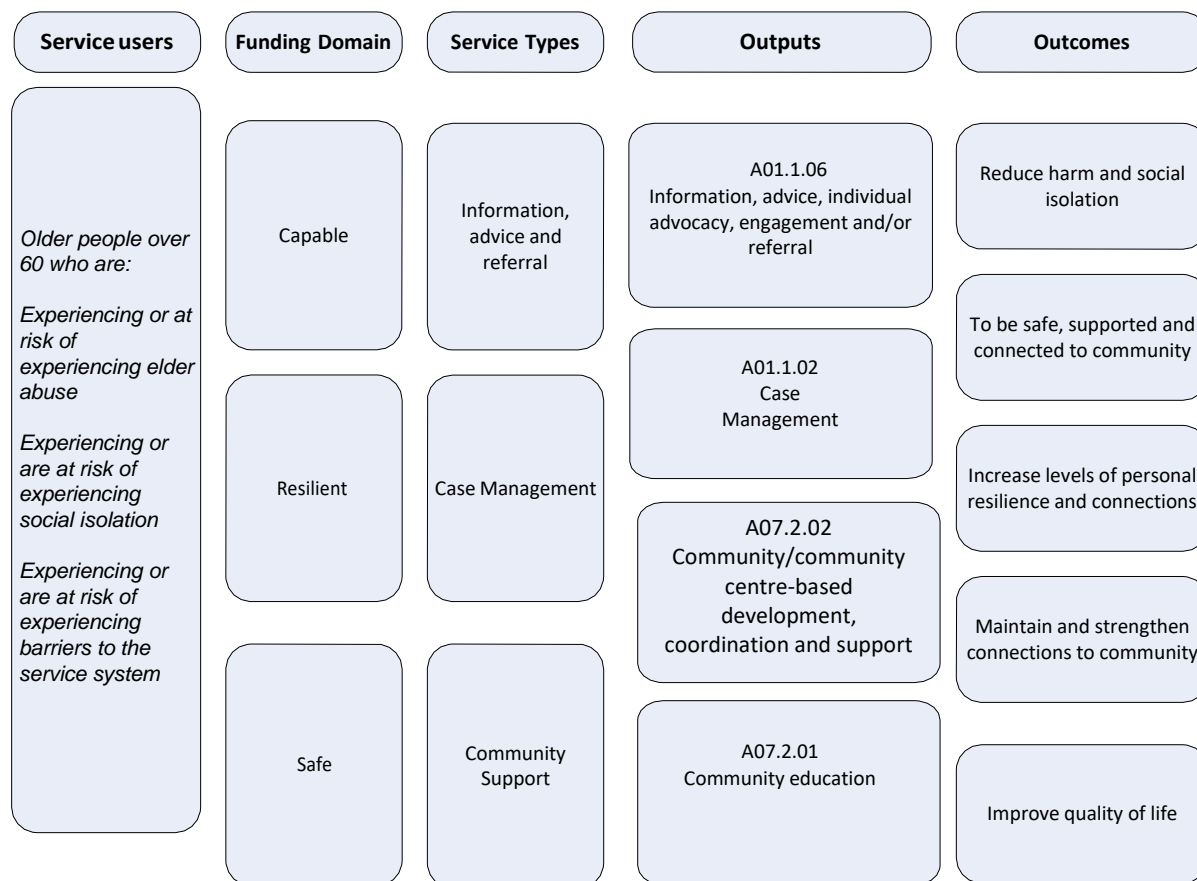 Service users
Funding Domain
Service Types
Outputs
Outcomes
Older people over
60 who are:
Experiencing or at
risk of
experiencing elder
abuse
Experiencing or
are at risk of
experiencing
social isolation
Experiencing or
are at risk of
experiencing
barriers to the
service system
Capable
Resilient
Safe
Information,
advice and
referral
Case Management
Community
Support
A01.1.06
Information, advice, individual
advocacy, engagement and/or
referral
A01.1.02
Case
Management
A07.2.02
Community/community
centre-based
development,
coordination and support
A07.2.01
Community education
Reduce harm and social
isolation
To be safe, supported and
connected to community
Increase levels of personal
resilience and connections
Maintain and strengthen
connections to community
Improve quality of life